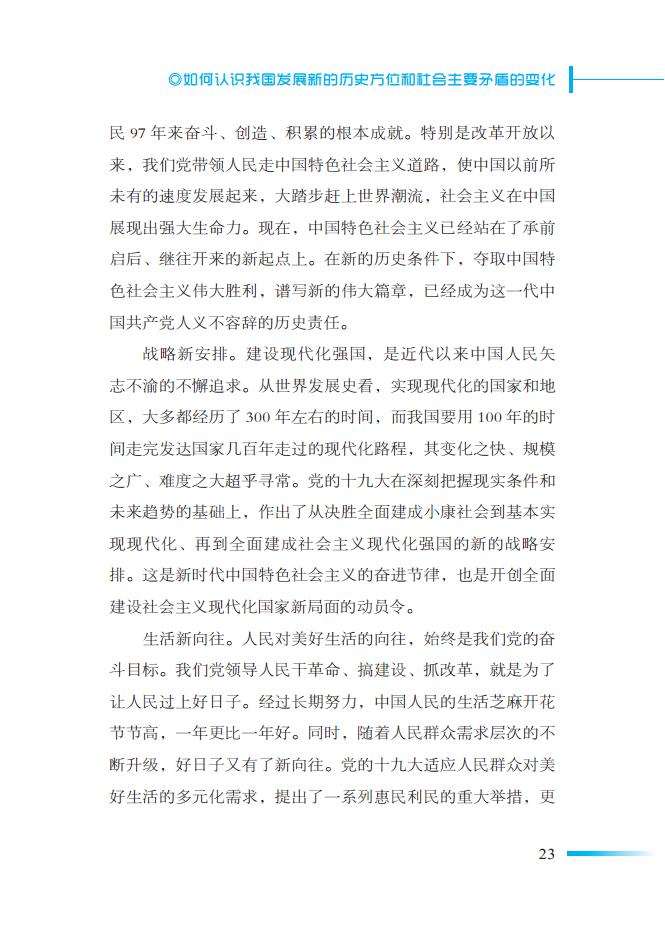 ◎如何认识我国发展新的历史方位和社会主要矛盾的变化
民 97 年来奋斗、创造、积累的根本成就。特别是改革开放以
来，我们党带领人民走中国特色社会主义道路，使中国以前所
未有的速度发展起来，大踏步赶上世界潮流，社会主义在中国
展现出强大生命力。现在，中国特色社会主义已经站在了承前
启后、继往开来的新起点上。在新的历史条件下，夺取中国特
色社会主义伟大胜利，谱写新的伟大篇章，已经成为这一代中
国共产党人义不容辞的历史责任。
战略新安排。建设现代化强国，是近代以来中国人民矢
志不渝的不懈追求。从世界发展史看，实现现代化的国家和地
区，大多都经历了 300 年左右的时间，而我国要用 100 年的时
间走完发达国家几百年走过的现代化路程，其变化之快、规模
之广、难度之大超乎寻常。党的十九大在深刻把握现实条件和
未来趋势的基础上，作出了从决胜全面建成小康社会到基本实
现现代化、再到全面建成社会主义现代化强国的新的战略安
排。这是新时代中国特色社会主义的奋进节律，也是开创全面
建设社会主义现代化国家新局面的动员令。
生活新向往。人民对美好生活的向往，始终是我们党的奋
斗目标。我们党领导人民干革命、搞建设、抓改革，就是为了
让人民过上好日子。经过长期努力，中国人民的生活芝麻开花
节节高，一年更比一年好。同时，随着人民群众需求层次的不
断升级，好日子又有了新向往。党的十九大适应人民群众对美
好生活的多元化需求，提出了一系列惠民利民的重大举措，更
23